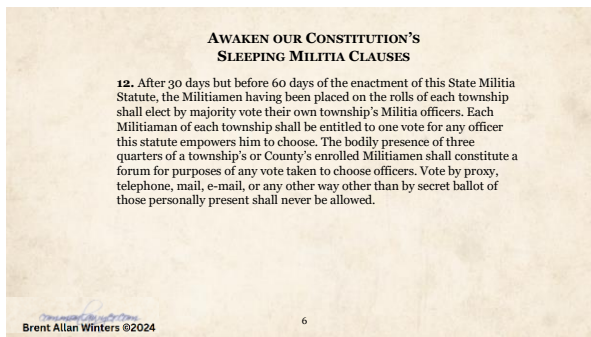 AWAKEN OUR CONSTITUTION'S
SLEEPING MILITIA CLAUSES
12. After 30 days but before 60 days of the enactment of this State Militia
Statute, the Militiamen having been placed on the rolls of each township
shall elect by majority vote their own township's Militia officers. Each
Militiaman of each township shall be entitled to one vote for any officer
this statute empowers him to choose. The bodily presence of three
quarters of a township's or County's enrolled Militiamen shall constitute a
forum for purposes of any vote taken to choose officers. Vote by proxy,
telephone, mail, e-mail, or any other way other than by secret ballot of
those personally present shall never be allowed.
Brent Allan Winters ©2024
6